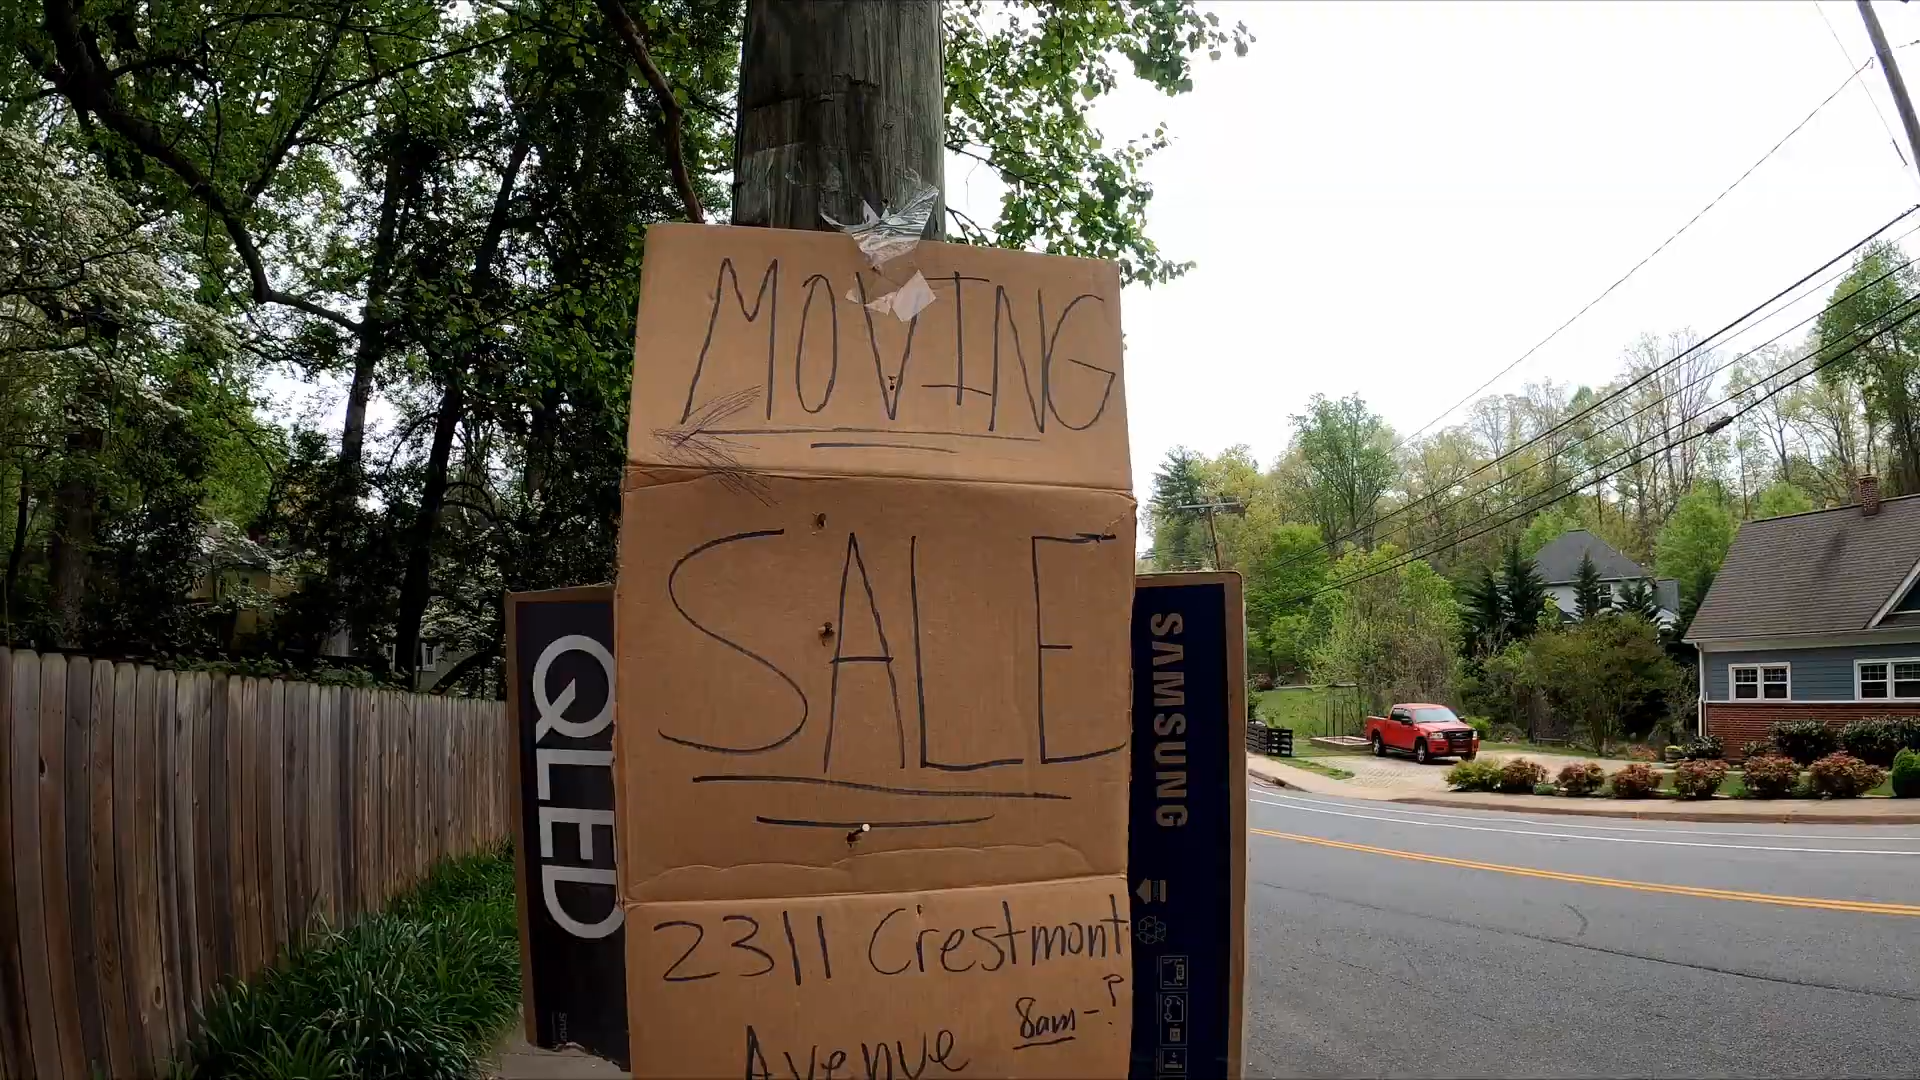 MOVING
SALE
2311 Crestmont
8am-?
Avenue
QLED
SAMSUNG